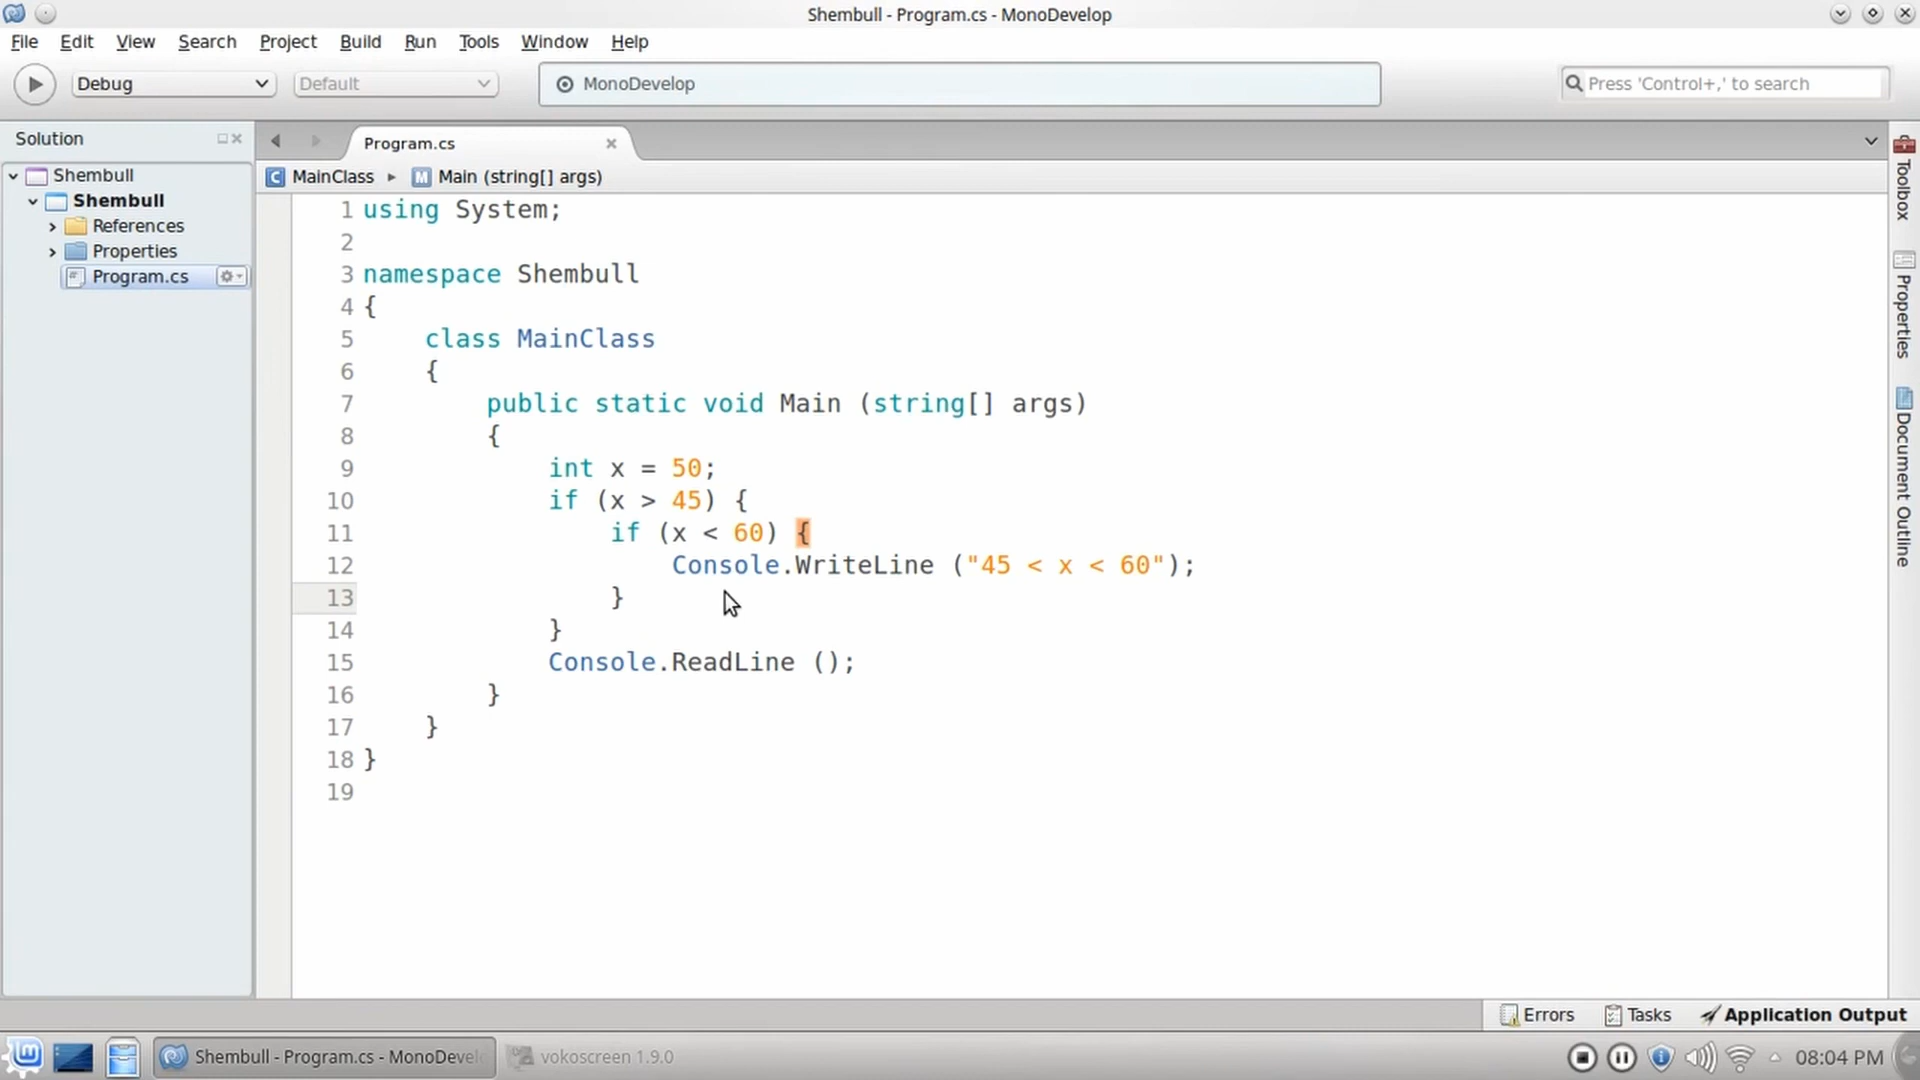 Shembull - Program.cs - MonoDevelop
File Edit View Search Project Build Run Tools Window Help
Debug Default MonoDevelop Press 'Control+,' to search
Solution
Shembull
Shembull
References
Properties
Program.cs
Program.cs
MainClass Main (string[] args)
1 using System;
2
3 namespace Shembull
4 {
5 class MainClass
6 {
7 public static void Main (string[] args)
8 {
9 int x = 50;
10 if (x > 45) {
11 if (x < 60) {
12 Console.WriteLine ("45 < x < 60");
13 }
14 }
15 Console.ReadLine ();
16 }
17 }
18 }
19
Toolbox
Properties
Document Outline
Errors Tasks Application Output
Shembull - Program.cs - MonoDevel vokoscreen 1.9.0 08:04 PM